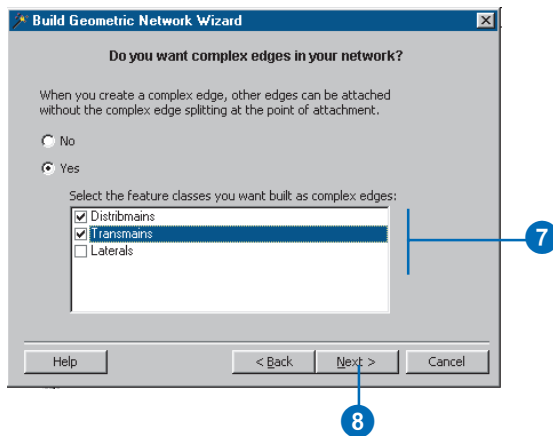 Build Geometric Network Wizard
Do you want complex edges in your network?
When you create a complex edge, other edges can be attached
without the complex edge splitting at the point of attachment.
No
Yes
Select the feature classes you want built as complex edges:
Distribmains
Transmains
Laterals
7
Help
< Back
Next >
Cancel
8